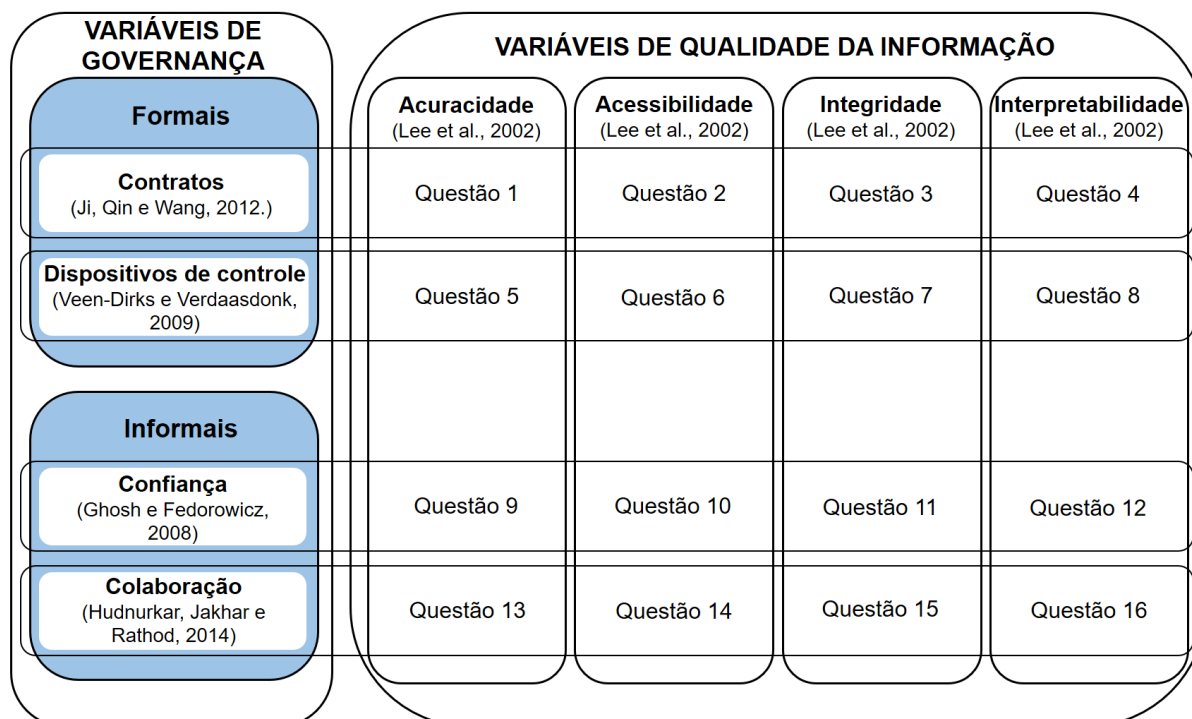 VARIÁVEIS DE
GOVERNANÇA
VARIÁVEIS DE QUALIDADE DA INFORMAÇÃO
Formais
Acuracidade
(Lee et al., 2002)
Acessibilidade
(Lee et al., 2002)
Integridade
(Lee et al., 2002)
Interpretabilidade
(Lee et al., 2002)
Contratos
(Ji, Qin e Wang, 2012.)
Questão 1
Questão 2
Questão 3
Questão 4
Dispositivos de controle
(Veen-Dirks e Verdaasdonk,
2009)
Questão 5
Questão 6
Questão 7
Questão 8
Informais
Confiança
(Ghosh e Fedorowicz,
2008)
Questão 9
Questão 10
Questão 11
Questão 12
Colaboração
(Hudnurkar, Jakhar e
Rathod, 2014)
Questão 13
Questão 14
Questão 15
Questão 16